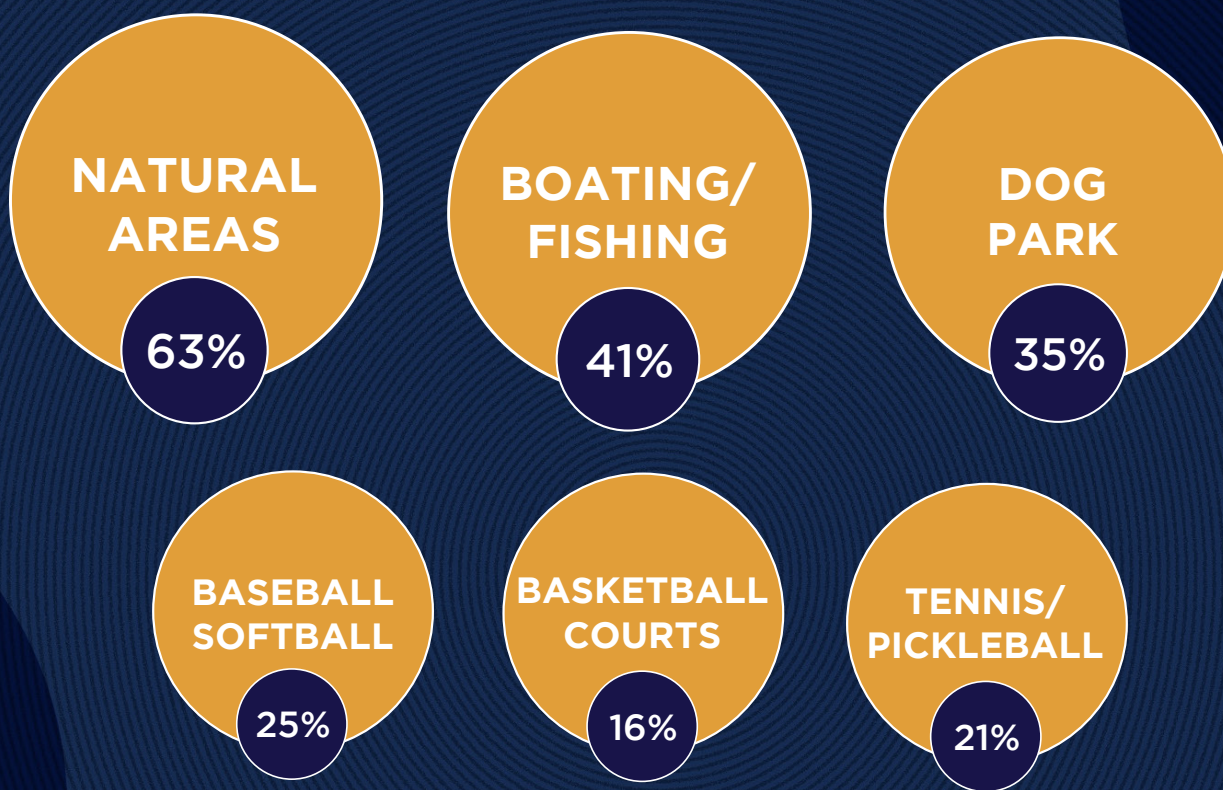 NATURAL
AREAS
63%
BOATING/
FISHING
41%
DOG
PARK
35%
BASEBALL
SOFTBALL
25%
BASKETBALL
COURTS
16%
TENNIS/
PICKLEBALL
21%